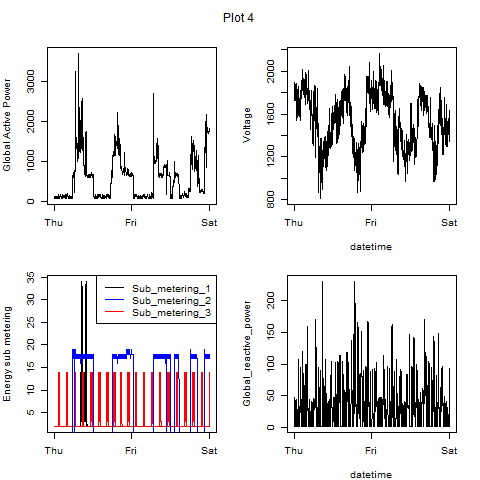 Plot 4
Global Active Power
0
1000
2000
3000
Thu
Fri
Sat
Voltage
800
1200
1600
2000
Thu
Fri
Sat
datetime
Energy sub metering
5
10
15
20
25
30
35
Sub_metering_1
Sub_metering_2
Sub_metering_3
Thu
Fri
Sat
Global_reactive_power
0
50
100
150
200
Thu
Fri
Sat
datetime